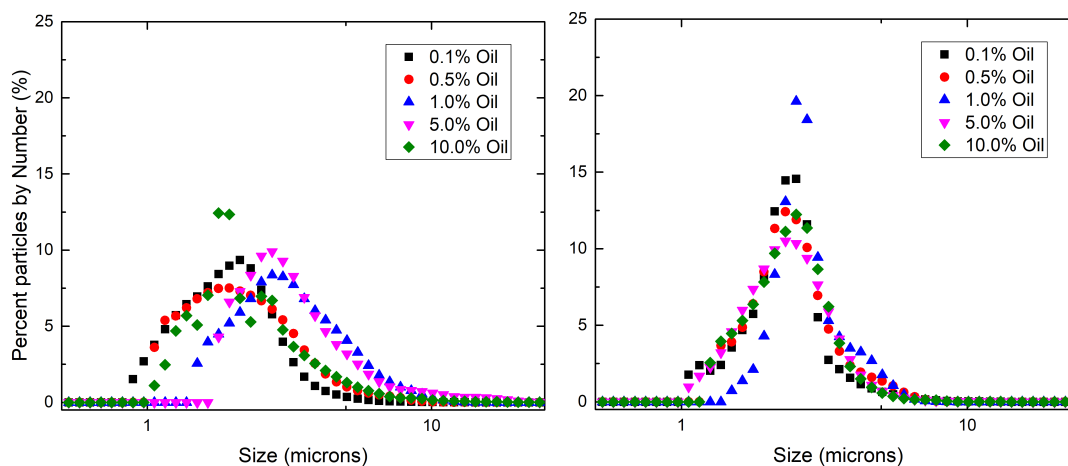 25
20
15
10
5
0
Percent particles by Number (%)
0.1% Oil
0.5% Oil
1.0% Oil
5.0% Oil
10.0% Oil
1
10
Size (microns)
25
20
15
10
5
0
0.1% Oil
0.5% Oil
1.0% Oil
5.0% Oil
10.0% Oil
1
10
Size (microns)